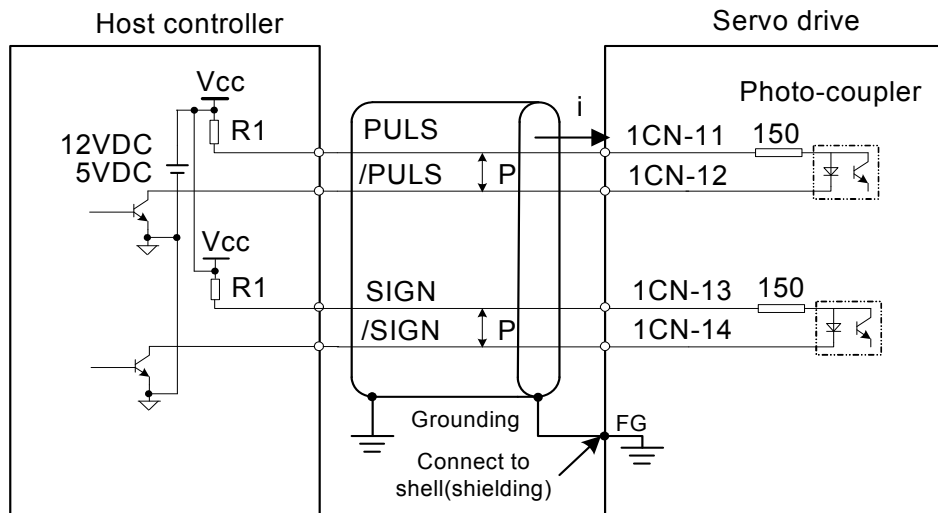 Host controller
Servo drive
Vcc
Photo-coupler
12VDC
5VDC
R1
PULS
i
1CN-11
150
/PULS
P
1CN-12
Vcc
R1
SIGN
1CN-13
150
/SIGN
P
1CN-14
Grounding
FG
Connect to
shell(shielding)